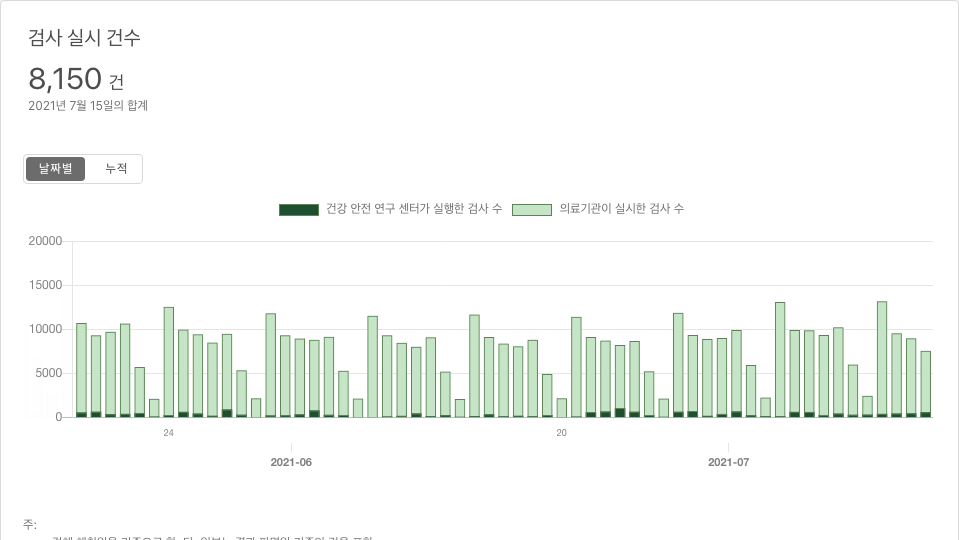 검사 실시 건수
8,150 건
2021년 7월 15일의 합계
날짜별 누적
건강 안전 연구 센터가 실행한 검사 수 의료기관이 실시한 검사 수
20000
15000
10000
5000
0
24 20
2021-06 2021-07
주: